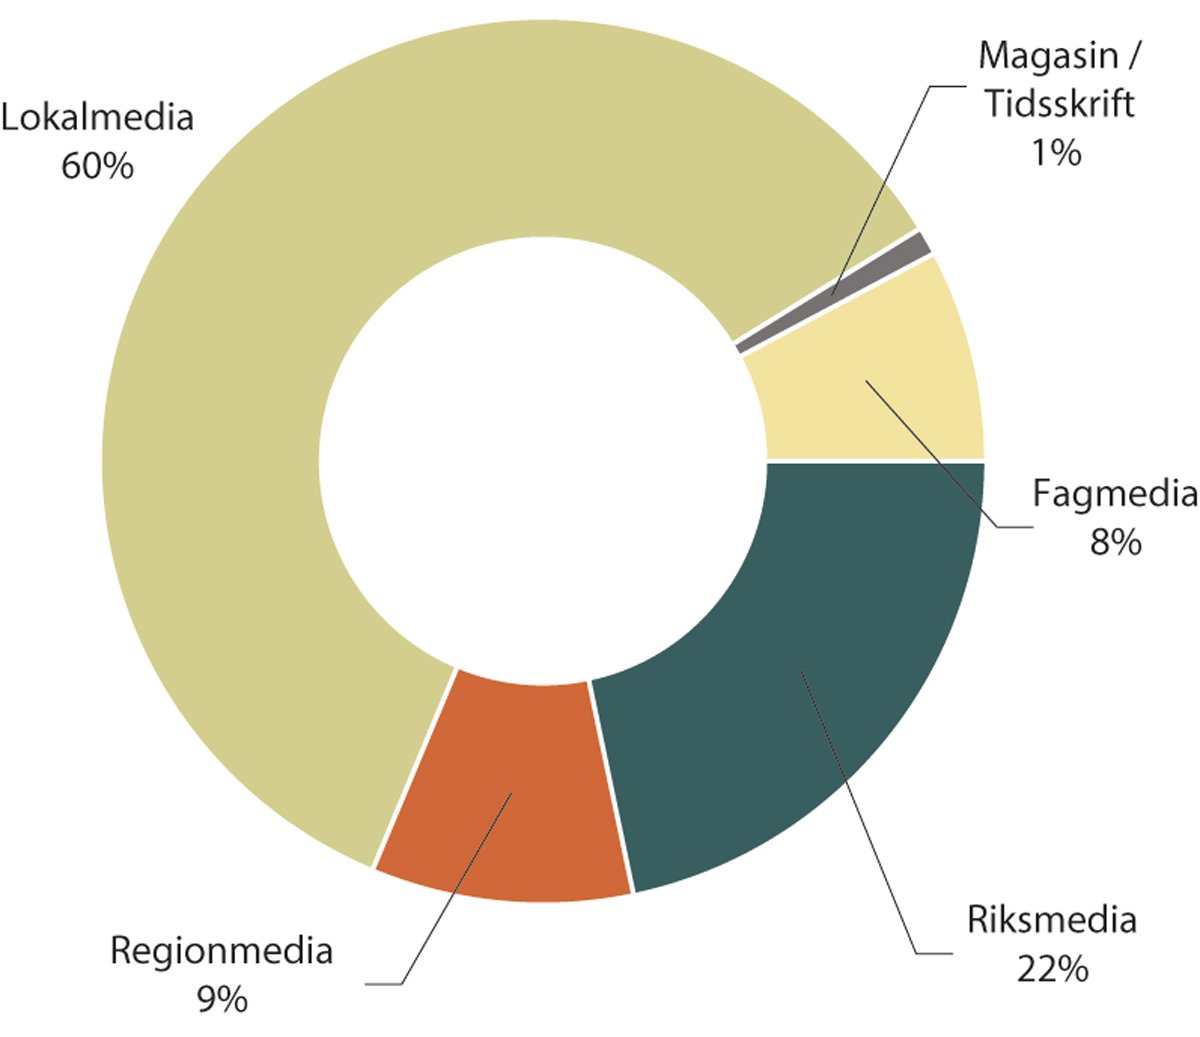 Magasin /
Tidsskrift
1%
Lokalmedia
60%
Fagmedia
8%
Riksmedia
22%
Regionmedia
9%